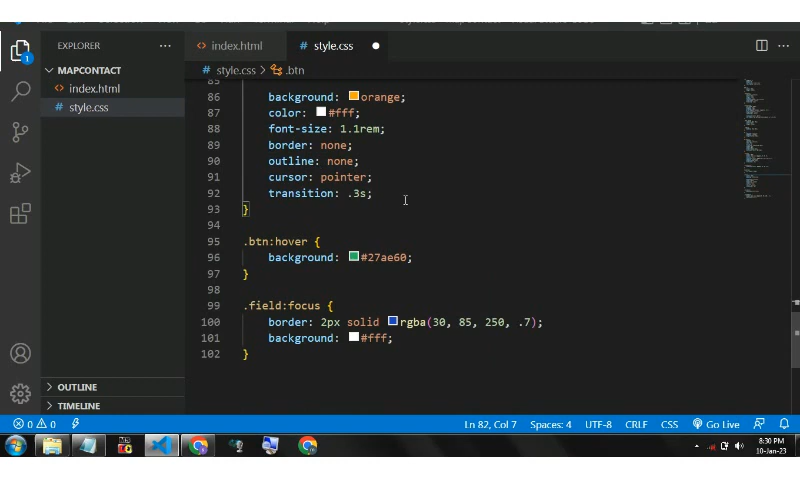 EXPLORER
index.html
# style.css
MAPCONTACT
# style.css > .btn
<> index.html
# style.css
86 background: orange;
87 color: #fff;
88 font-size: 1.1rem;
89 border: none;
90 outline: none;
91 cursor: pointer;
92 transition: .3s;
93 }
94
95 .btn:hover {
96 background: #27ae60;
97 }
98
99 .field:focus {
100 border: 2px solid rgba(30, 85, 250, .7);
101 background: #fff;
102 }
OUTLINE
TIMELINE
0 0
Ln 82, Col 7 Spaces: 4 UTF-8 CRLF CSS Go Live
8:30 PM
10-Jan-23